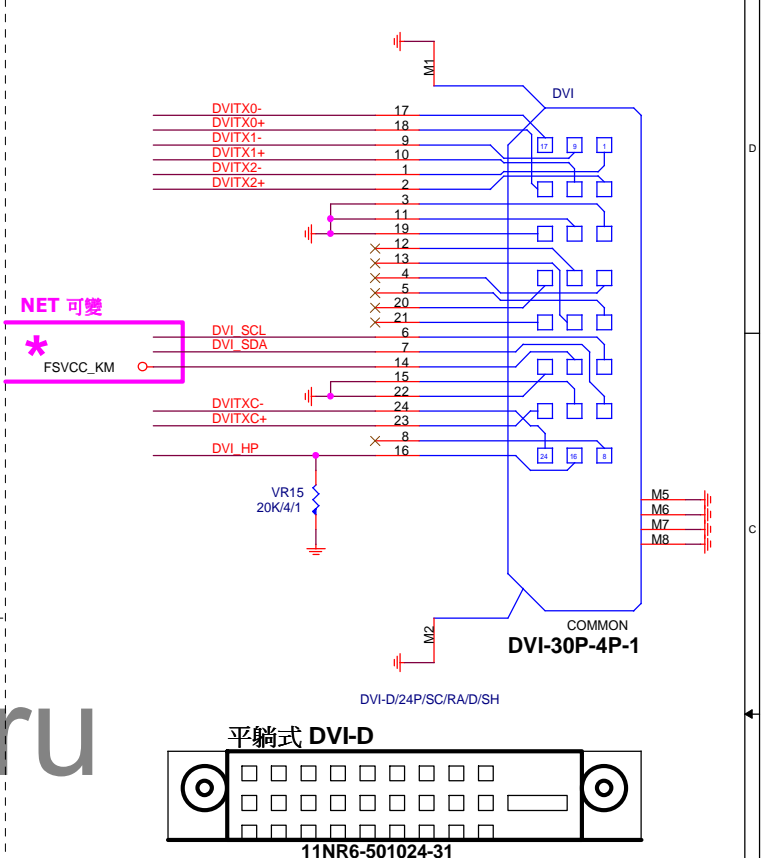 M1
DVI
DVITX0- 17
DVITX0+ 18
DVITX1- 9
DVITX1+ 10
DVITX2- 1
DVITX2+ 2
3
11
19
12
13
4
5
20
21
DVI_SCL 6
DVI_SDA 7
14
15
22
DVITXC- 24
DVITXC+ 23
8
DVI_HP 16
17 9 1
24 16 8
NET 可變
*
FSVCC_KM
VR15
20K/4/1
M5
M6
M7
M8
M2
COMMON
DVI-30P-4P-1
DVI-D/24P/SC/RA/D/SH
D
C
ru
平躺式 DVI-D
11NR6-501024-31